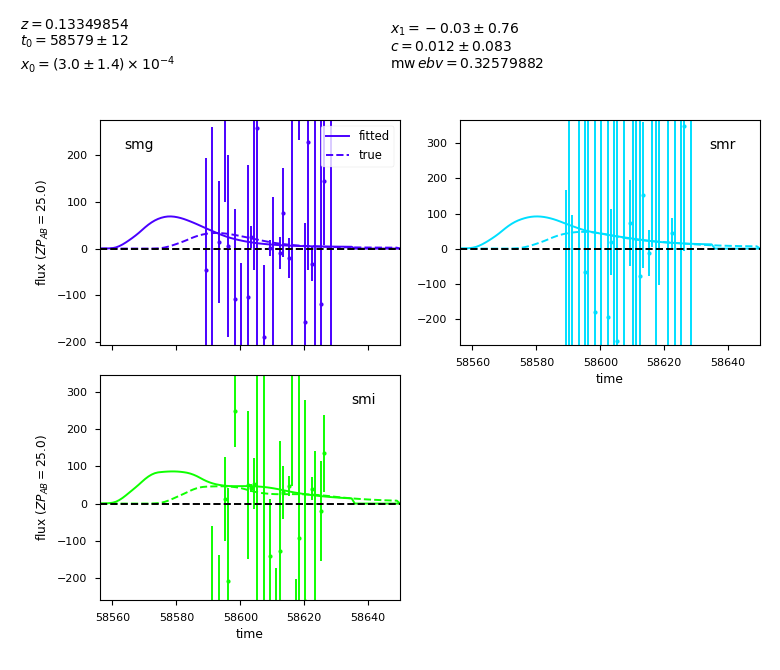 z = 0.13349854
t₀ = 58579 ± 12
x₀ = (3.0 ± 1.4) × 10⁻⁴
x₁ = −0.03 ± 0.76
c = 0.012 ± 0.083
mw ebv = 0.32579882
smg
fitted
true
flux (ZP_AB = 25.0)
200
100
0
−100
−200
smr
300
200
100
0
−100
−200
58560 58580 58600 58620 58640
time
smi
flux (ZP_AB = 25.0)
300
200
100
0
−100
−200
58560 58580 58600 58620 58640
time